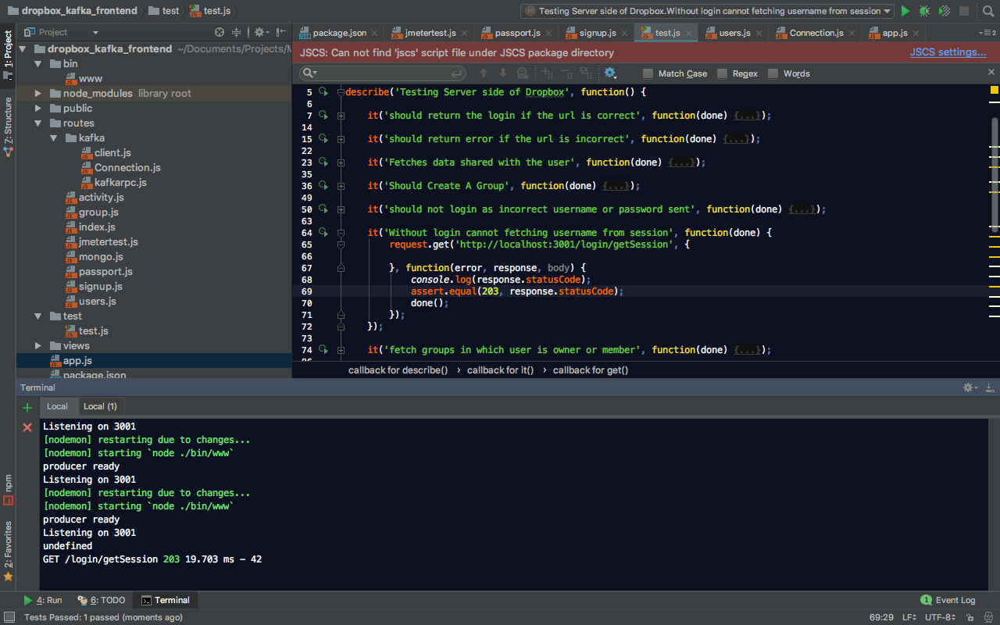 dropbox_kafka_frontend test test.js
Testing Server side of Dropbox.Without login cannot fetching username from session
1: Project
Z: Structure
npm
2: Favorites
Project
dropbox_kafka_frontend ~/Documents/Projects/M
bin
www
node_modules library root
public
routes
kafka
client.js
Connection.js
kafkarpc.js
activity.js
group.js
index.js
jmetertest.js
mongo.js
passport.js
signup.js
users.js
test
test.js
views
app.js
package.json
package.json jmetertest.js passport.js signup.js test.js users.js Connection.js app.js 2
JSCS: Can not find 'jscs' script file under JSCS package directory JSCS settings...
Match Case Regex Words
5 describe('Testing Server side of Dropbox', function() {
6
7 it('should return the login if the url is correct', function(done) {...});
14
15 it('should return error if the url is incorrect', function(done) {...});
22
23 it('Fetches data shared with the user', function(done) {...});
35
36 it('Should Create A Group', function(done) {...});
49
50 it('should not login as incorrect username or password sent', function(done) {...});
63
64 it('Without login cannot fetching username from session', function(done) {
65 request.get('http://localhost:3001/login/getSession', {
66
67 }, function(error, response, body) {
68 console.log(response.statusCode);
69 assert.equal(203, response.statusCode);
70 done();
71 });
72 });
73
74 it('fetch groups in which user is owner or member', function(done) {...});
callback for describe() › callback for it() › callback for get()
Terminal
Local Local (1)
Listening on 3001
[nodemon] restarting due to changes...
[nodemon] starting `node ./bin/www`
producer ready
Listening on 3001
[nodemon] restarting due to changes...
[nodemon] starting `node ./bin/www`
producer ready
Listening on 3001
undefined
GET /login/getSession 203 19.703 ms - 42
4: Run 6: TODO Terminal 1 Event Log
Tests Passed: 1 passed (moments ago) 69:29 LF UTF-8